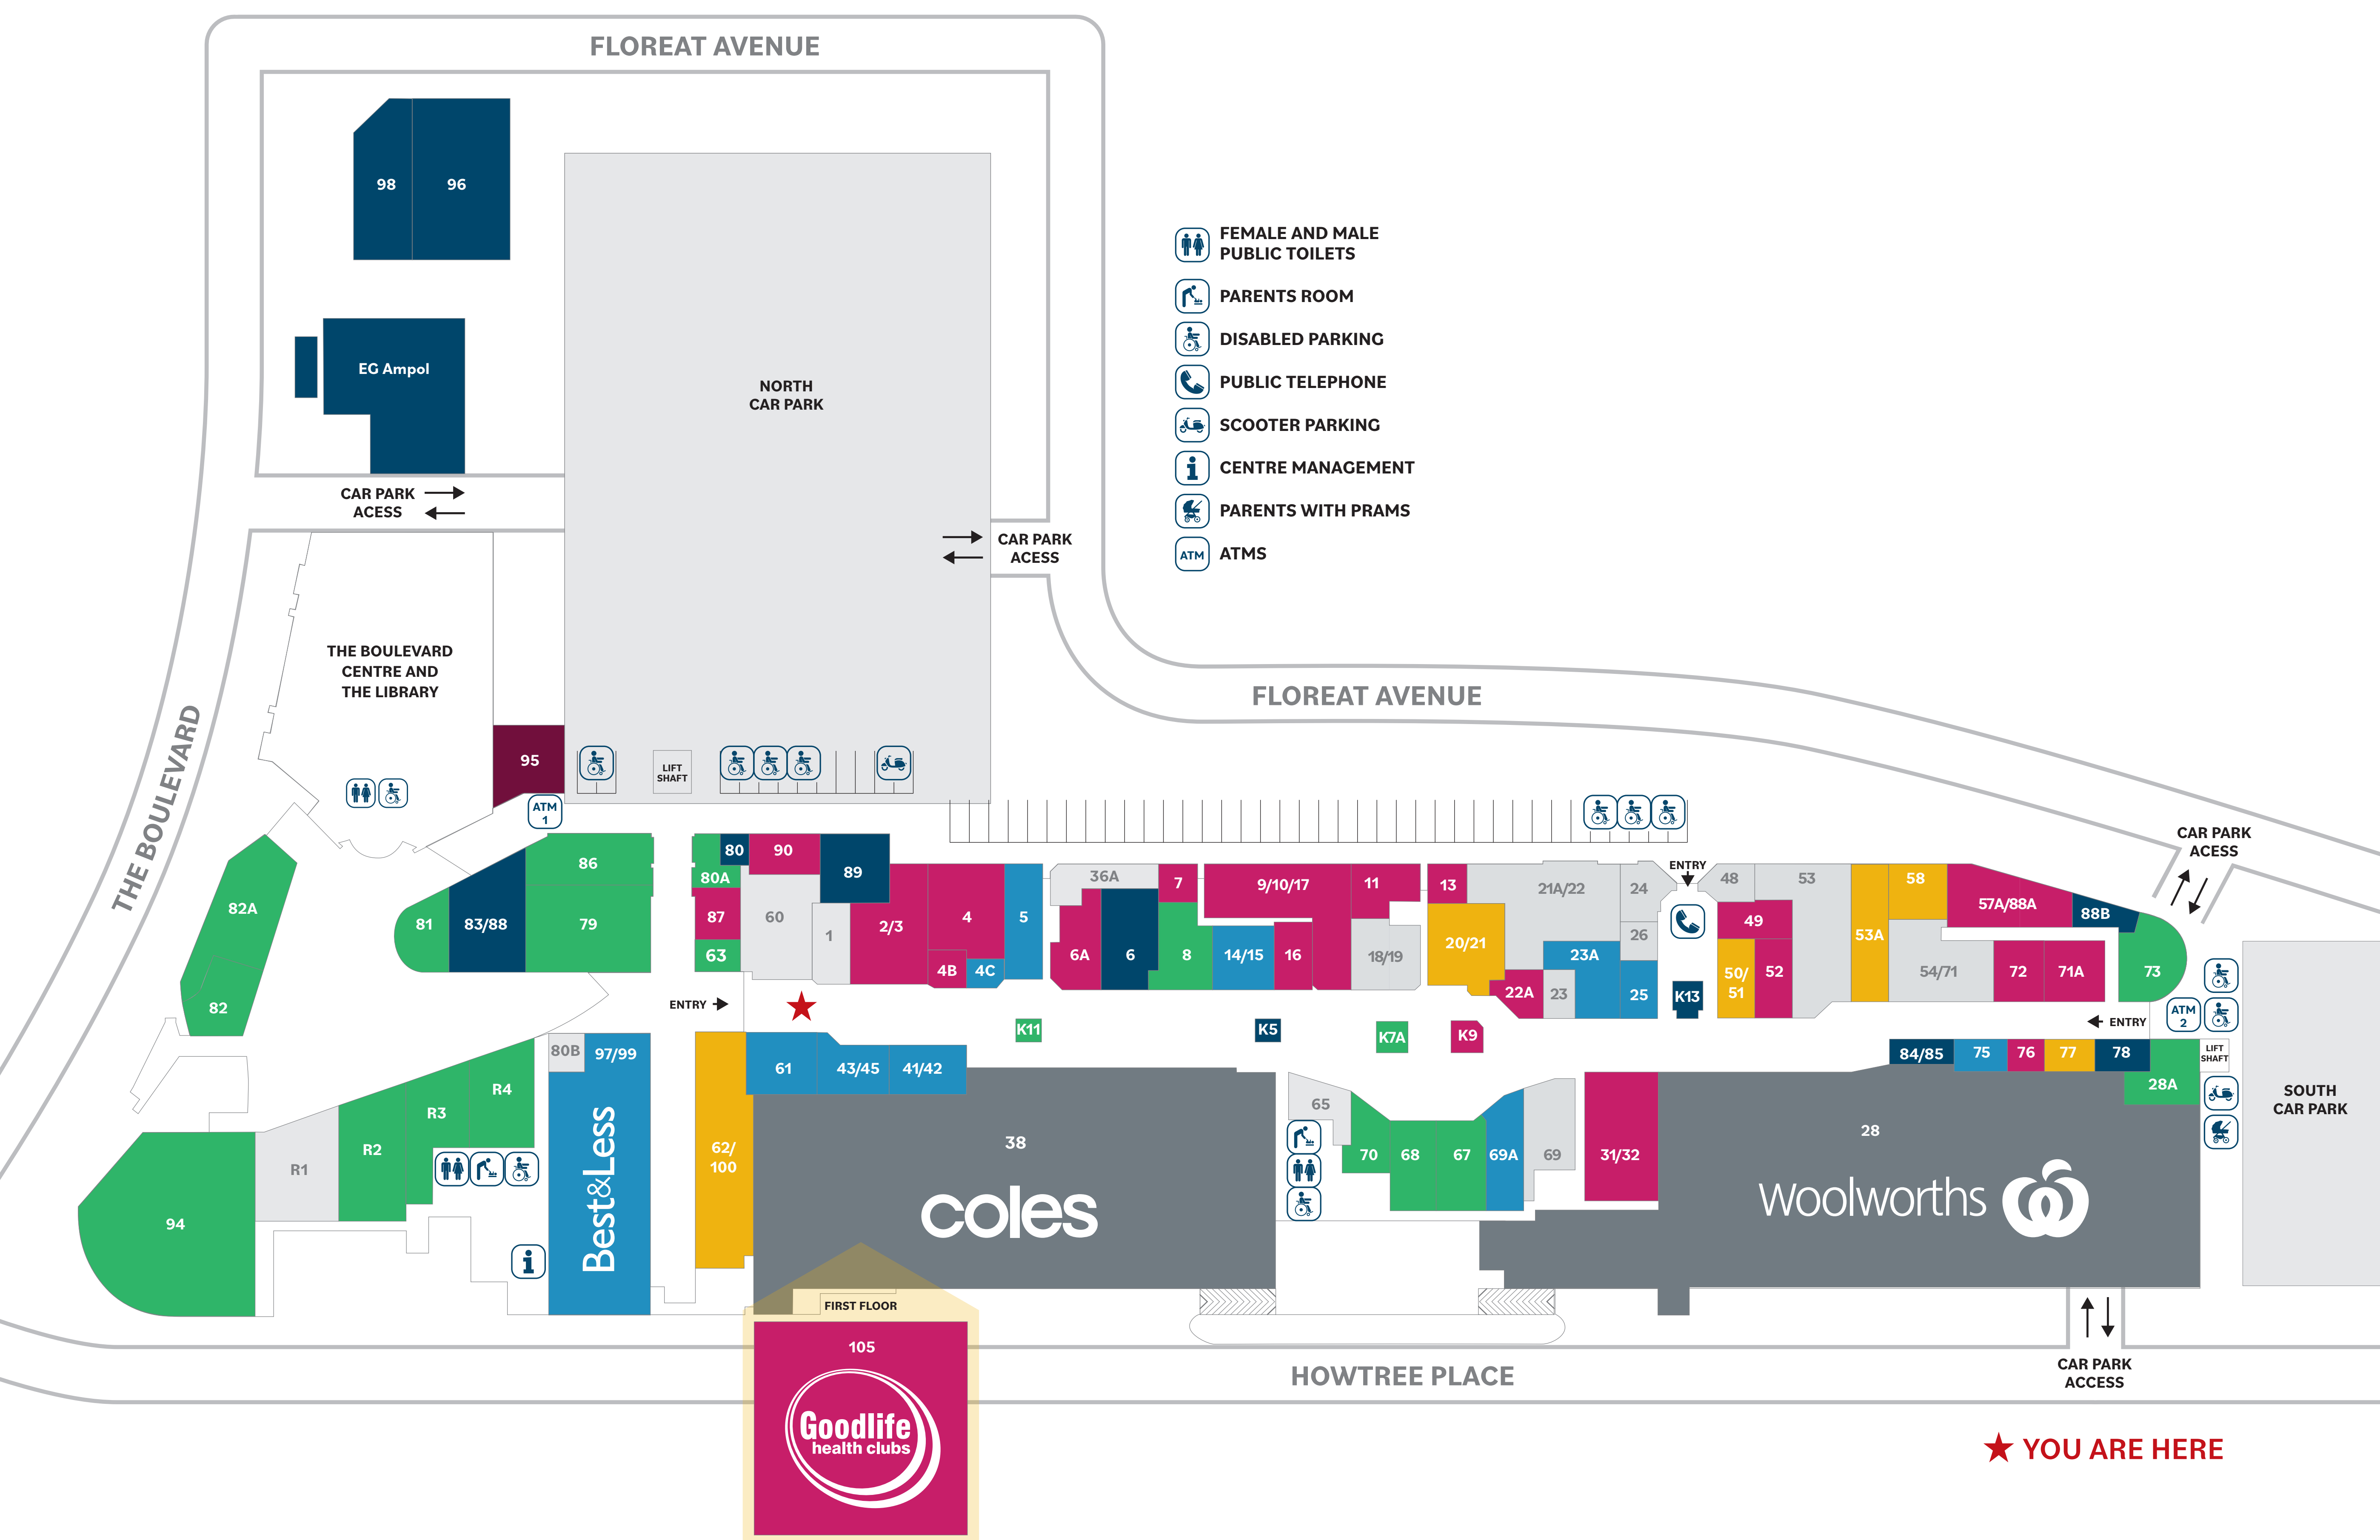 FLOREAT AVENUE
98
96
EG Ampol
NORTH
CAR PARK
FEMALE AND MALE
PUBLIC TOILETS
PARENTS ROOM
DISABLED PARKING
PUBLIC TELEPHONE
SCOOTER PARKING
CENTRE MANAGEMENT
PARENTS WITH PRAMS
ATM
ATMS
CAR PARK
ACESS
CAR PARK
ACESS
THE BOULEVARD
CENTRE AND
THE LIBRARY
THE BOULEVARD
FLOREAT AVENUE
95
LIFT
SHAFT
ATM
1
CAR PARK
ACESS
86
80
90
80A
89
81
83/88
79
87
63
60
1
2/3
4
4B
4C
5
36A
6A
6
7
8
9/10/17
14/15
16
11
18/19
13
20/21
21A/22
22A
23
23A
24
26
25
ENTRY
K13
48
49
50/
51
52
53
53A
58
54/71
57A/88A
72
71A
88B
73
82A
82
ENTRY
K11
K5
K7A
K9
ENTRY
ATM
2
80B
97/99
Best&Less
61
43/45
41/42
62/
100
38
coles
65
70
68
67
69A
69
31/32
28
Woolworths
84/85
75
76
77
78
28A
LIFT
SHAFT
SOUTH
CAR PARK
R4
R3
R2
R1
94
FIRST FLOOR
105
Goodlife
health clubs
HOWTREE PLACE
CAR PARK
ACCESS
YOU ARE HERE